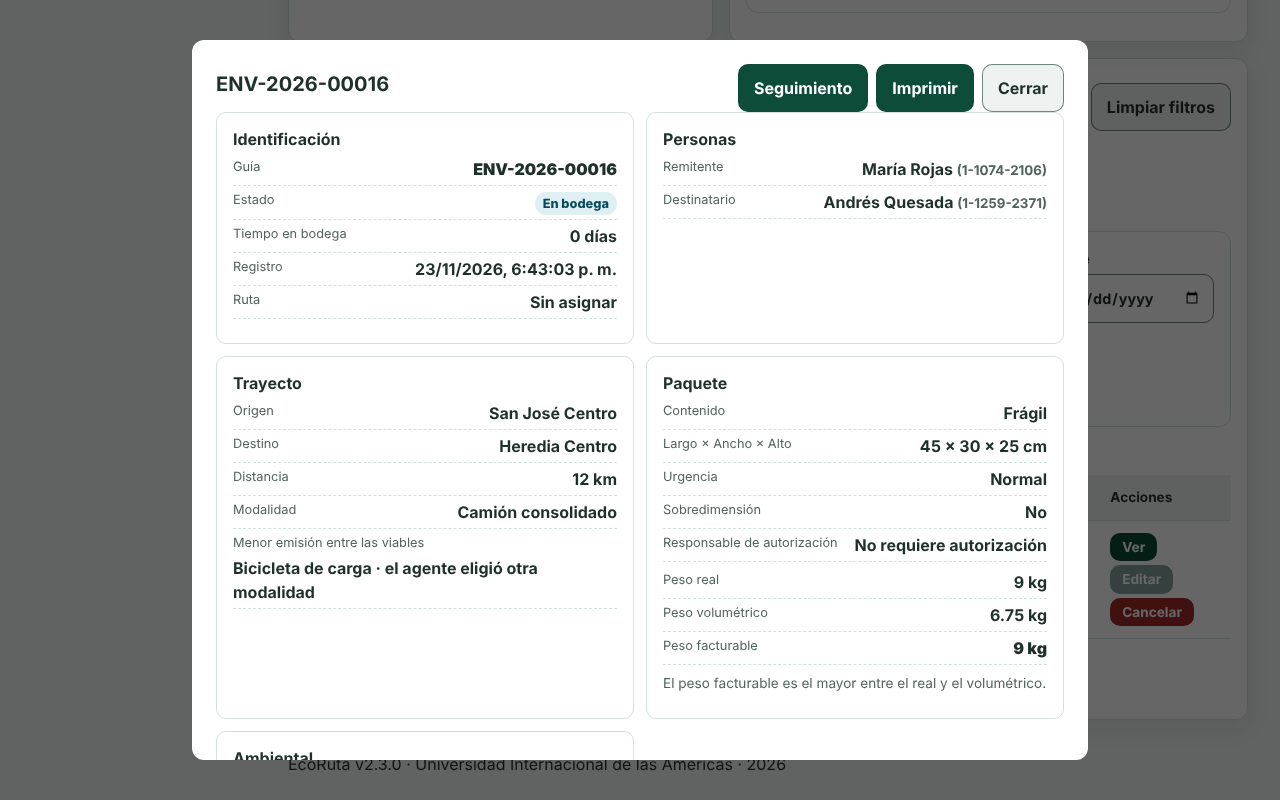 ENV-2026-00016
Seguimiento
Imprimir
Cerrar
Limpiar filtros
Identificación
Guía
ENV-2026-00016
Estado
En bodega
Tiempo en bodega
0 días
Registro
23/11/2026, 6:43:03 p. m.
Ruta
Sin asignar
Personas
Remitente
María Rojas (1-1074-2106)
Destinatario
Andrés Quesada (1-1259-2371)
/dd/yyyy
Trayecto
Origen
San José Centro
Destino
Heredia Centro
Distancia
12 km
Modalidad
Camión consolidado
Menor emisión entre las viables
Bicicleta de carga · el agente eligió otra
modalidad
Paquete
Contenido
Frágil
Largo × Ancho × Alto
45 × 30 × 25 cm
Urgencia
Normal
Sobredimensión
No
Responsable de autorización
No requiere autorización
Peso real
9 kg
Peso volumétrico
6.75 kg
Peso facturable
9 kg
El peso facturable es el mayor entre el real y el volumétrico.
Acciones
Ver
Editar
Cancelar
Ambiental
EcoRuta v2.3.0 · Universidad Internacional de las Américas · 2026